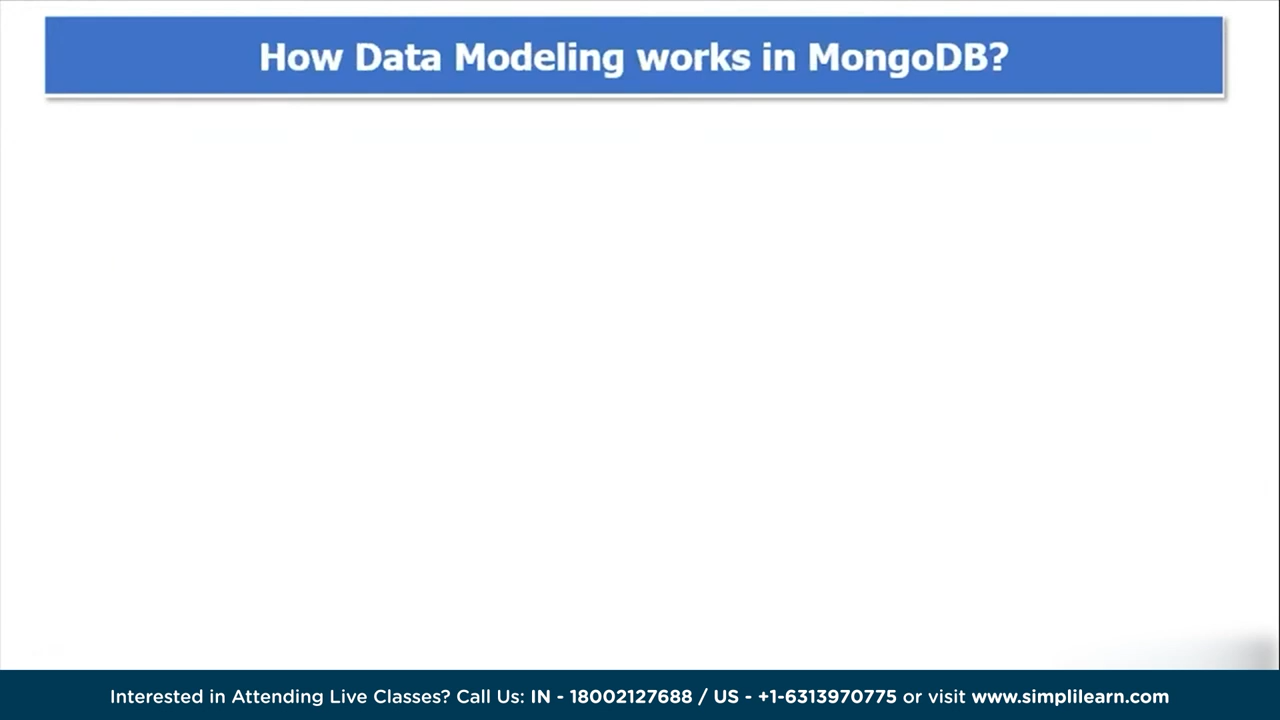 How Data Modeling works in MongoDB?
Interested in Attending Live Classes? Call Us: IN - 18002127688 / US - +1-6313970775 or visit www.simplilearn.com